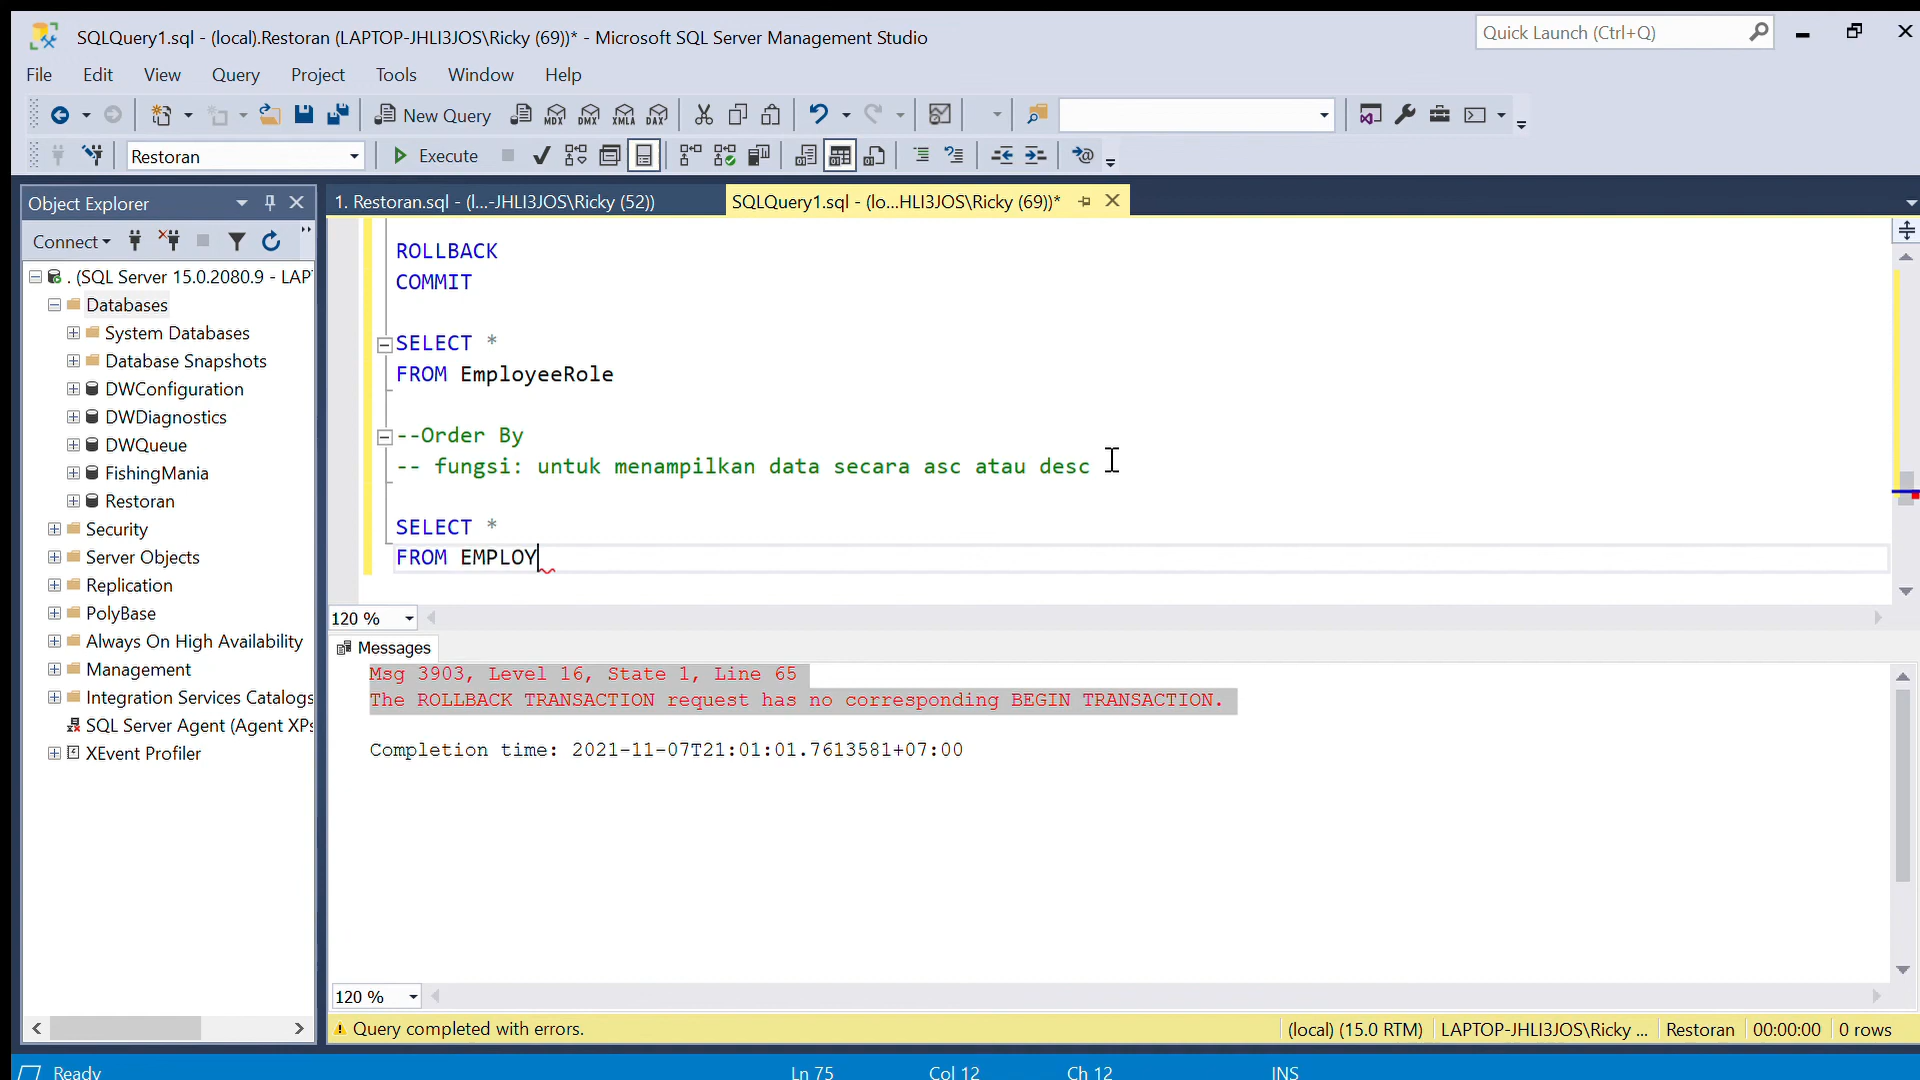 SQLQuery1.sql - (local).Restoran (LAPTOP-JHLI3JOS\Ricky (69))* - Microsoft SQL Server Management Studio
Quick Launch (Ctrl+Q)
File Edit View Query Project Tools Window Help
New Query MDX DMX XMLA DAX
Restoran Execute
Object Explorer
1. Restoran.sql - (l...-JHLI3JOS\Ricky (52))
SQLQuery1.sql - (lo...HLI3JOS\Ricky (69))*
Connect
. (SQL Server 15.0.2080.9 - LAP
Databases
System Databases
Database Snapshots
DWConfiguration
DWDiagnostics
DWQueue
FishingMania
Restoran
Security
Server Objects
Replication
PolyBase
Always On High Availability
Management
Integration Services Catalogs
SQL Server Agent (Agent XPs
XEvent Profiler
ROLLBACK
COMMIT
SELECT *
FROM EmployeeRole
--Order By
-- fungsi: untuk menampilkan data secara asc atau desc
SELECT *
FROM EMPLOY
120 %
Messages
Msg 3903, Level 16, State 1, Line 65
The ROLLBACK TRANSACTION request has no corresponding BEGIN TRANSACTION.
Completion time: 2021-11-07T21:01:01.7613581+07:00
120 %
Query completed with errors.
(local) (15.0 RTM) LAPTOP-JHLI3JOS\Ricky ... Restoran 00:00:00 0 rows
Ready Ln 75 Col 12 Ch 12 INS